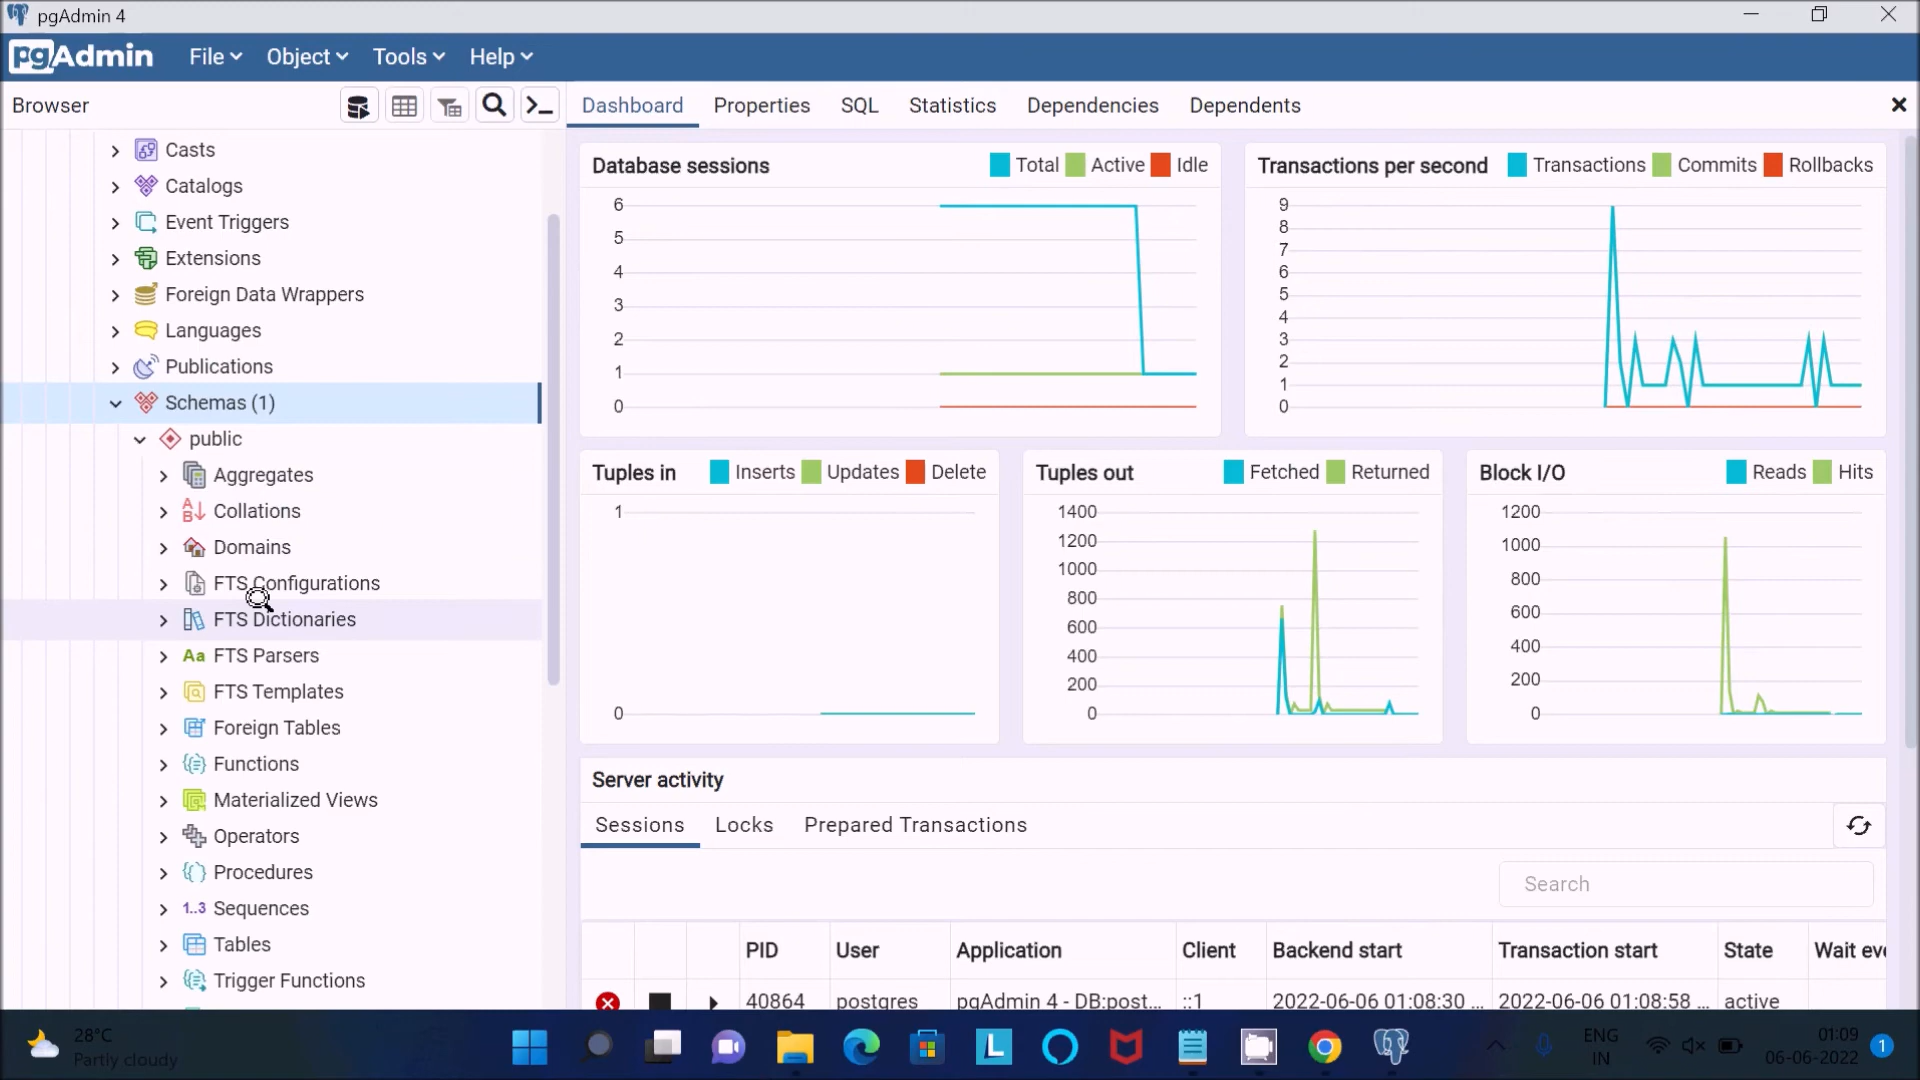 pgAdmin 4
pgAdmin File Object Tools Help
Browser
Dashboard Properties SQL Statistics Dependencies Dependents
Casts
Catalogs
Event Triggers
Extensions
Foreign Data Wrappers
Languages
Publications
Schemas (1)
public
Aggregates
Collations
Domains
FTS Configurations
FTS Dictionaries
Aa FTS Parsers
FTS Templates
Foreign Tables
Functions
Materialized Views
Operators
Procedures
1..3 Sequences
Tables
Trigger Functions
Database sessions Total Active Idle
6
5
4
3
2
1
0
Transactions per second Transactions Commits Rollbacks
9
8
7
6
5
4
3
2
1
0
Tuples in Inserts Updates Delete
1
0
Tuples out Fetched Returned
1400
1200
1000
800
600
400
200
0
Block I/O Reads Hits
1200
1000
800
600
400
200
0
Server activity
Sessions Locks Prepared Transactions
Search
PID User Application Client Backend start Transaction start State Wait eve
40864 postgres pgAdmin 4 - DB:post... ::1 2022-06-06 01:08:30 ... 2022-06-06 01:08:58 ... active
28°C
Partly cloudy
L
ENG
IN
01:09
06-06-2022
1